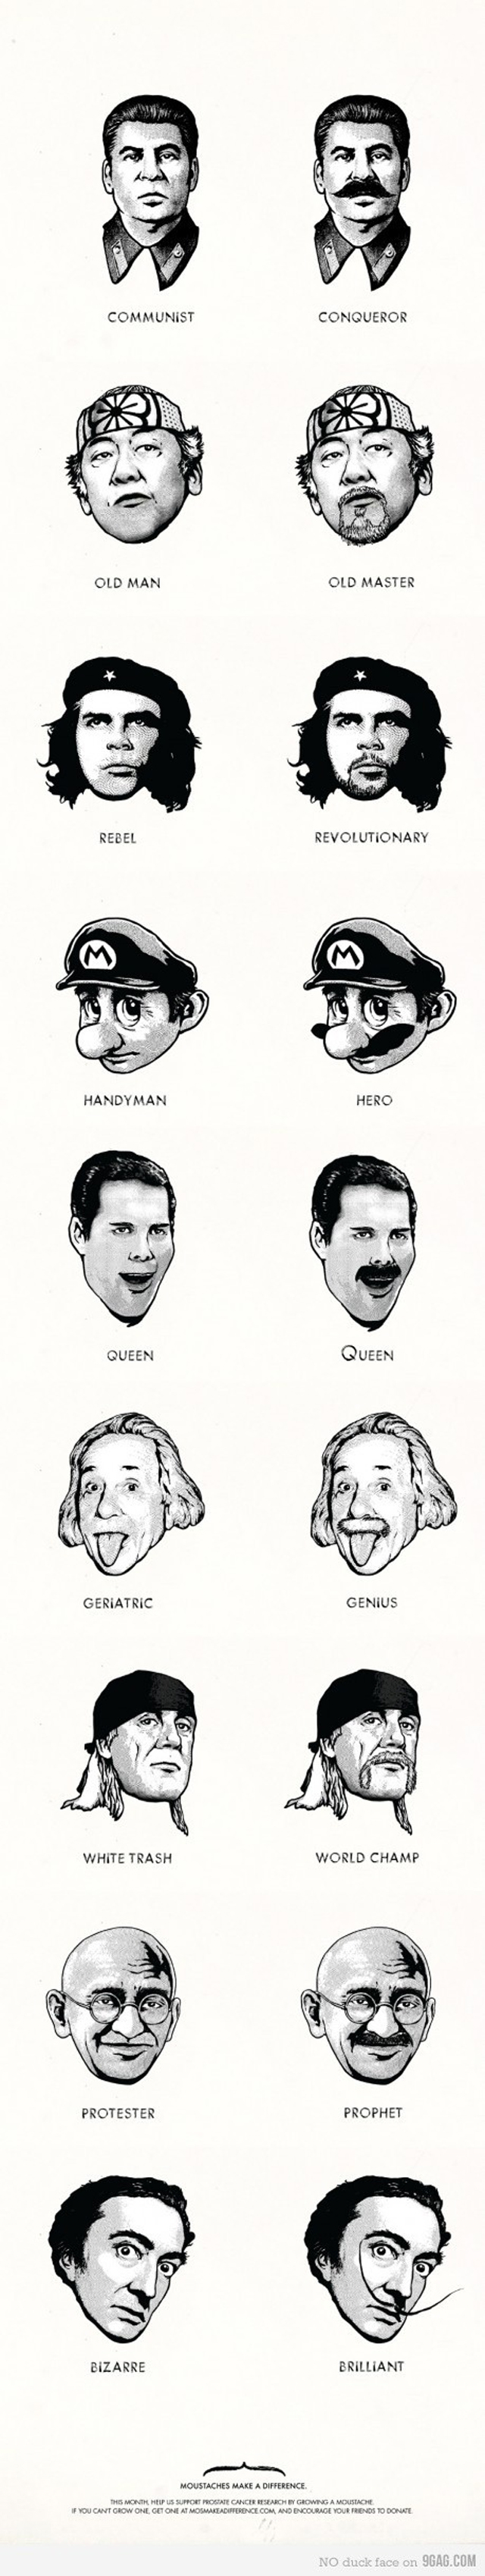 COMMUNIST CONQUEROR
OLD MAN OLD MASTER
REBEL REVOLUTIONARY
M M
HANDYMAN HERO
QUEEN QUEEN
GERIATRIC GENIUS
WHITE TRASH WORLD CHAMP
PROTESTER PROPHET
BIZARRE BRILLIANT
MOUSTACHES MAKE A DIFFERENCE.
THIS MONTH, HELP US SUPPORT PROSTATE CANCER RESEARCH BY GROWING A MOUSTACHE.
IF YOU CAN'T GROW ONE, GET ONE AT MOSMAKEADIFFERENCE.COM, AND ENCOURAGE YOUR FRIENDS TO DONATE.
NO duck face on 9GAG.COM